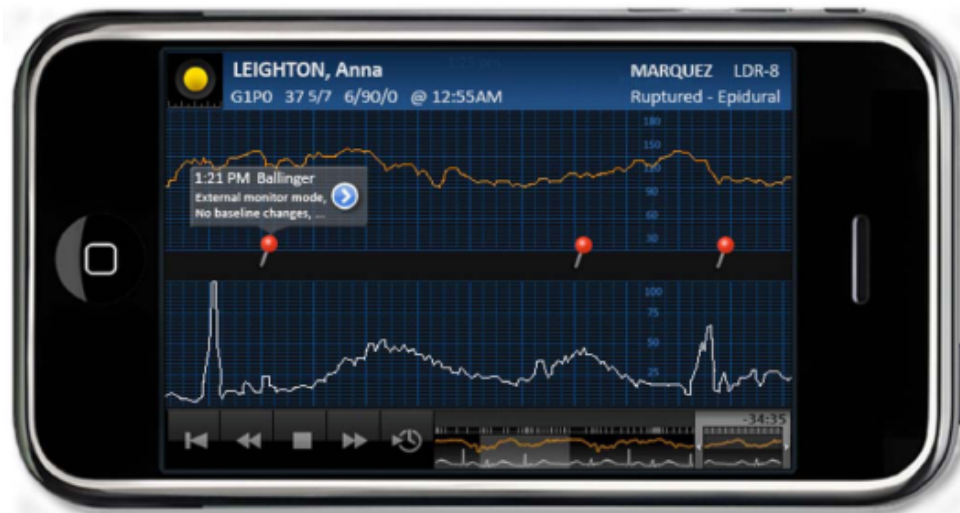 LEIGHTON, Anna
MARQUEZ LDR-8
G1P0 37 5/7 6/90/0 @ 12:55AM
Ruptured - Epidural
180
150
120
90
60
30
1:21 PM Ballinger
External monitor mode,
No baseline changes, ...
100
75
50
25
-34:35